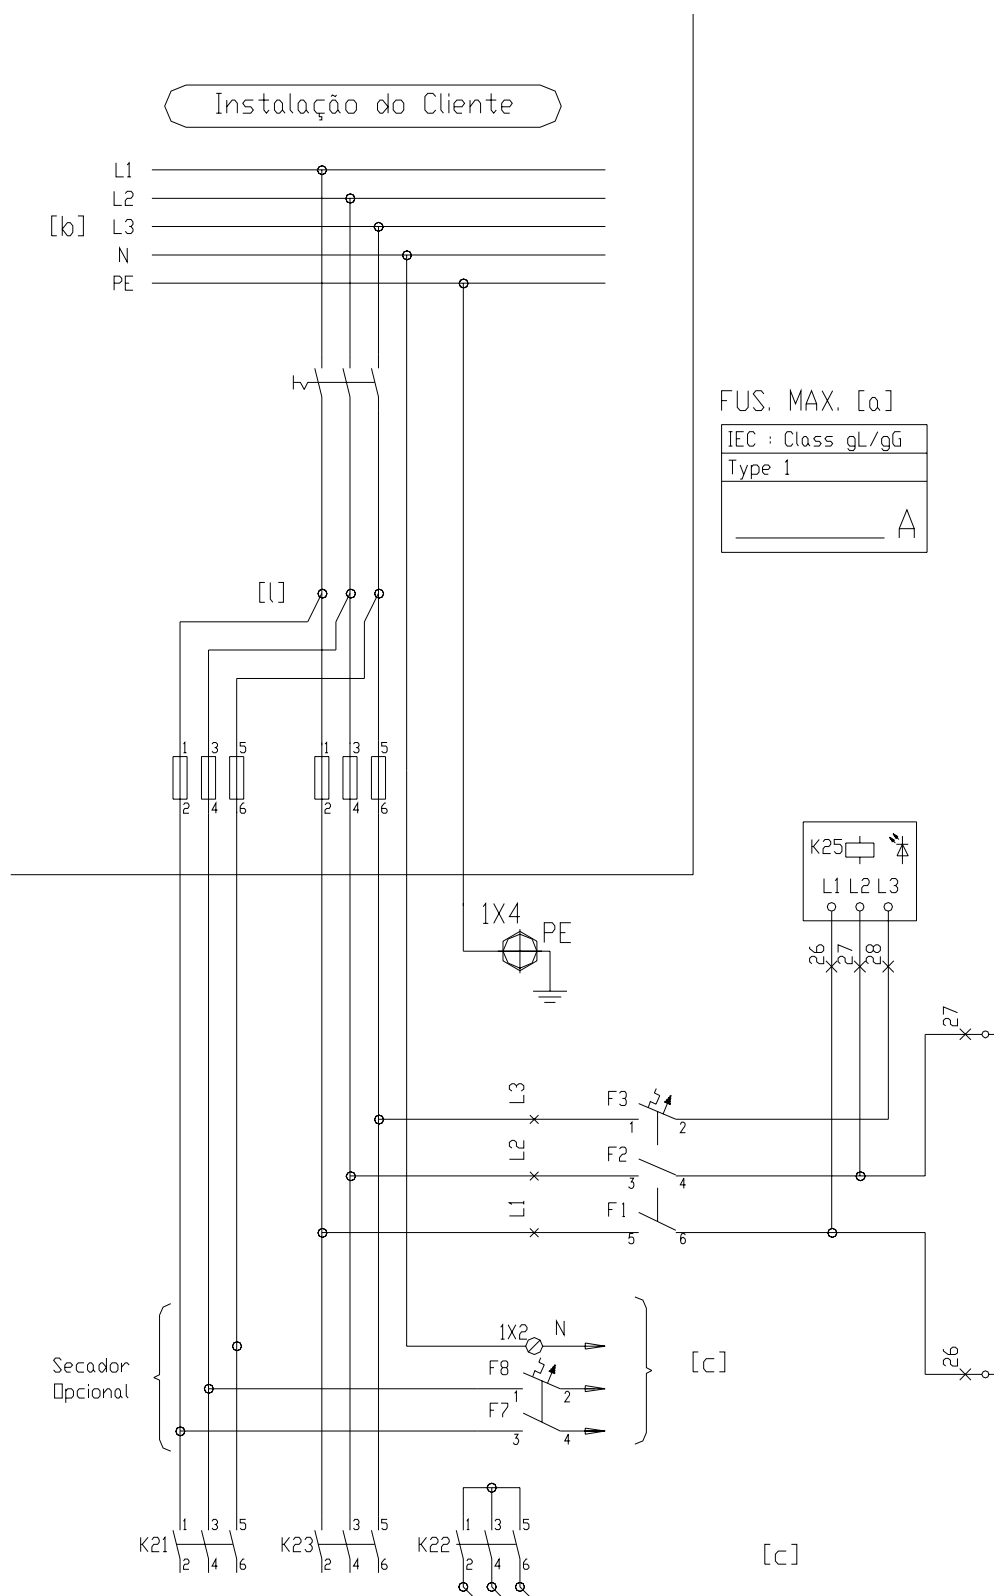 Instalação do Cliente
L1
L2
[b] L3
N
PE
FUS. MAX. [a]
IEC : Class gL/gG
Type 1
A
[l]
1 3 5 1 3 5
2 4 6 2 4 6
K25
L1 L2 L3
1X4 PE
26 27 28
27
L3 F3
1 2
L2 F2
3 4
L1 F1
5 6
1X2 N
Secador
Opcional
F8
1 2
[c]
26
F7
3 4
1 3 5 1 3 5 1 3 5
K21 K23 K22
2 4 6 2 4 6 2 4 6
[c]